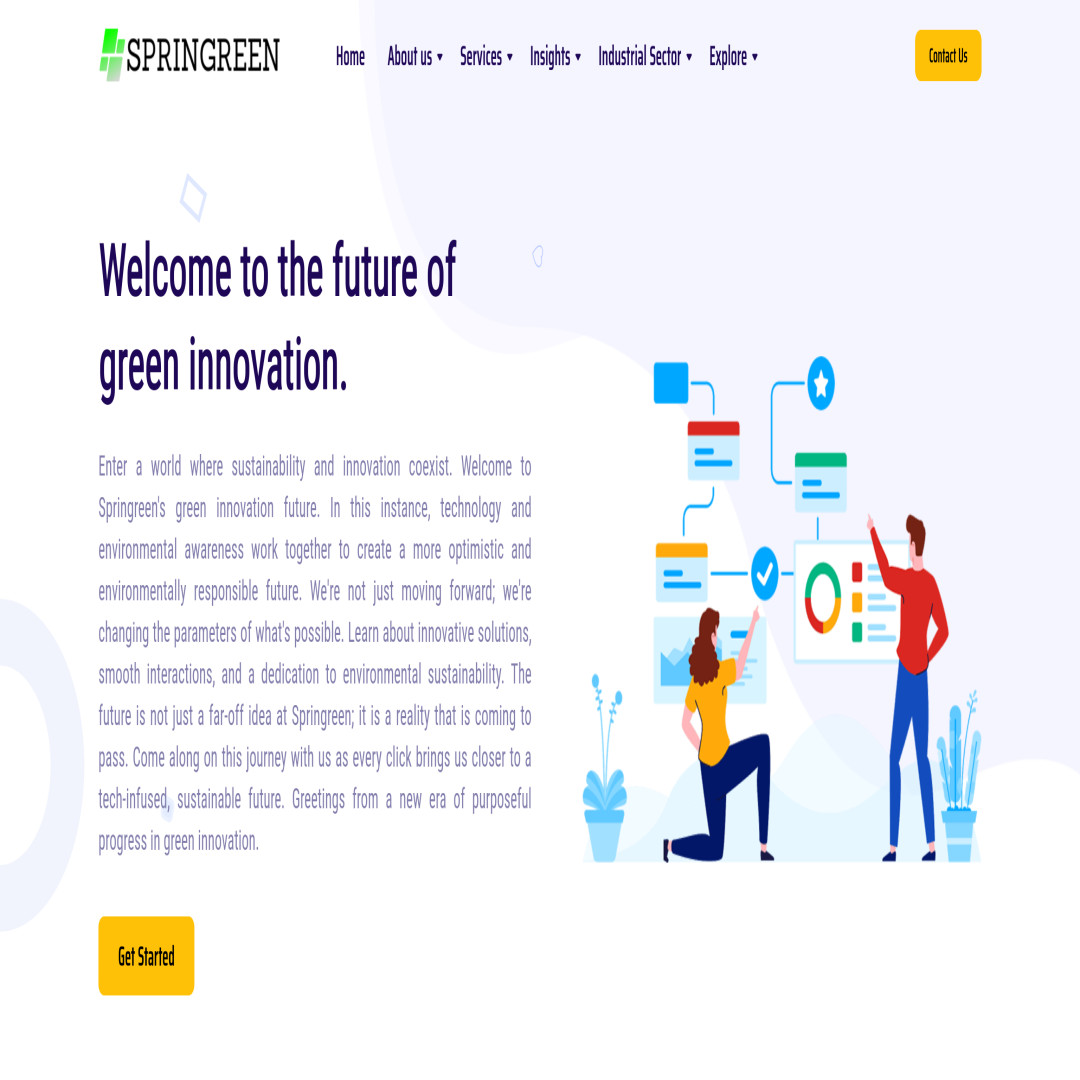 SPRINGREEN
Home About us Services Insights Industrial Sector Explore
Contact Us
Welcome to the future of
green innovation.
Enter a world where sustainability and innovation coexist. Welcome to
Springreen's green innovation future. In this instance, technology and
environmental awareness work together to create a more optimistic and
environmentally responsible future. We're not just moving forward; we're
changing the parameters of what's possible. Learn about innovative solutions,
smooth interactions, and a dedication to environmental sustainability. The
future is not just a far-off idea at Springreen; it is a reality that is coming to
pass. Come along on this journey with us as every click brings us closer to a
tech-infused, sustainable future. Greetings from a new era of purposeful
progress in green innovation.
Get Started